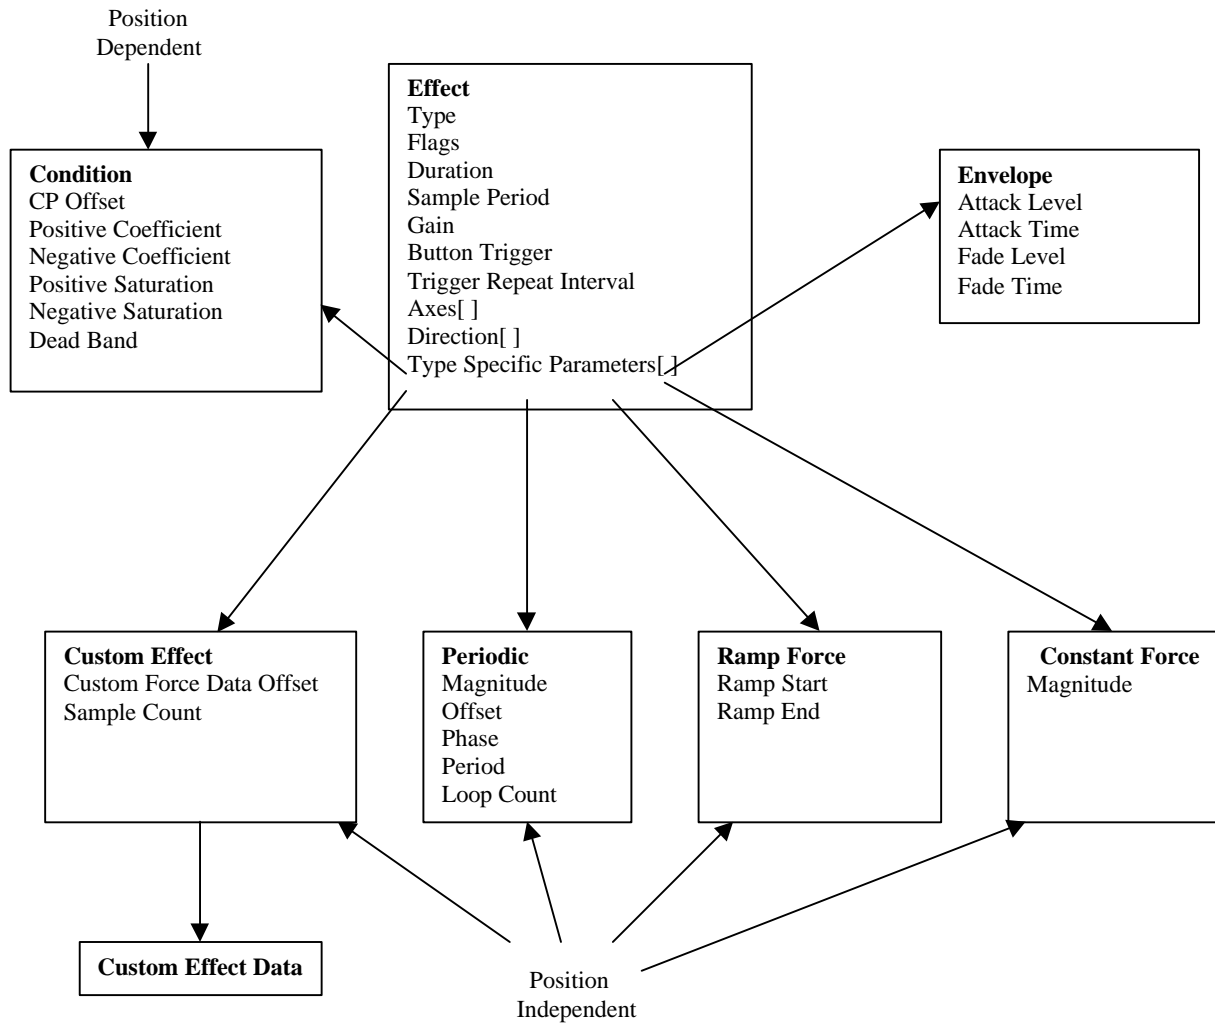 Position
Dependent
Effect
Type
Flags
Duration
Sample Period
Gain
Button Trigger
Trigger Repeat Interval
Axes[ ]
Direction[ ]
Type Specific Parameters[ ]
Condition
CP Offset
Positive Coefficient
Negative Coefficient
Positive Saturation
Negative Saturation
Dead Band
Envelope
Attack Level
Attack Time
Fade Level
Fade Time
Custom Effect
Custom Force Data Offset
Sample Count
Periodic
Magnitude
Offset
Phase
Period
Loop Count
Ramp Force
Ramp Start
Ramp End
Constant Force
Magnitude
Custom Effect Data
Position
Independent